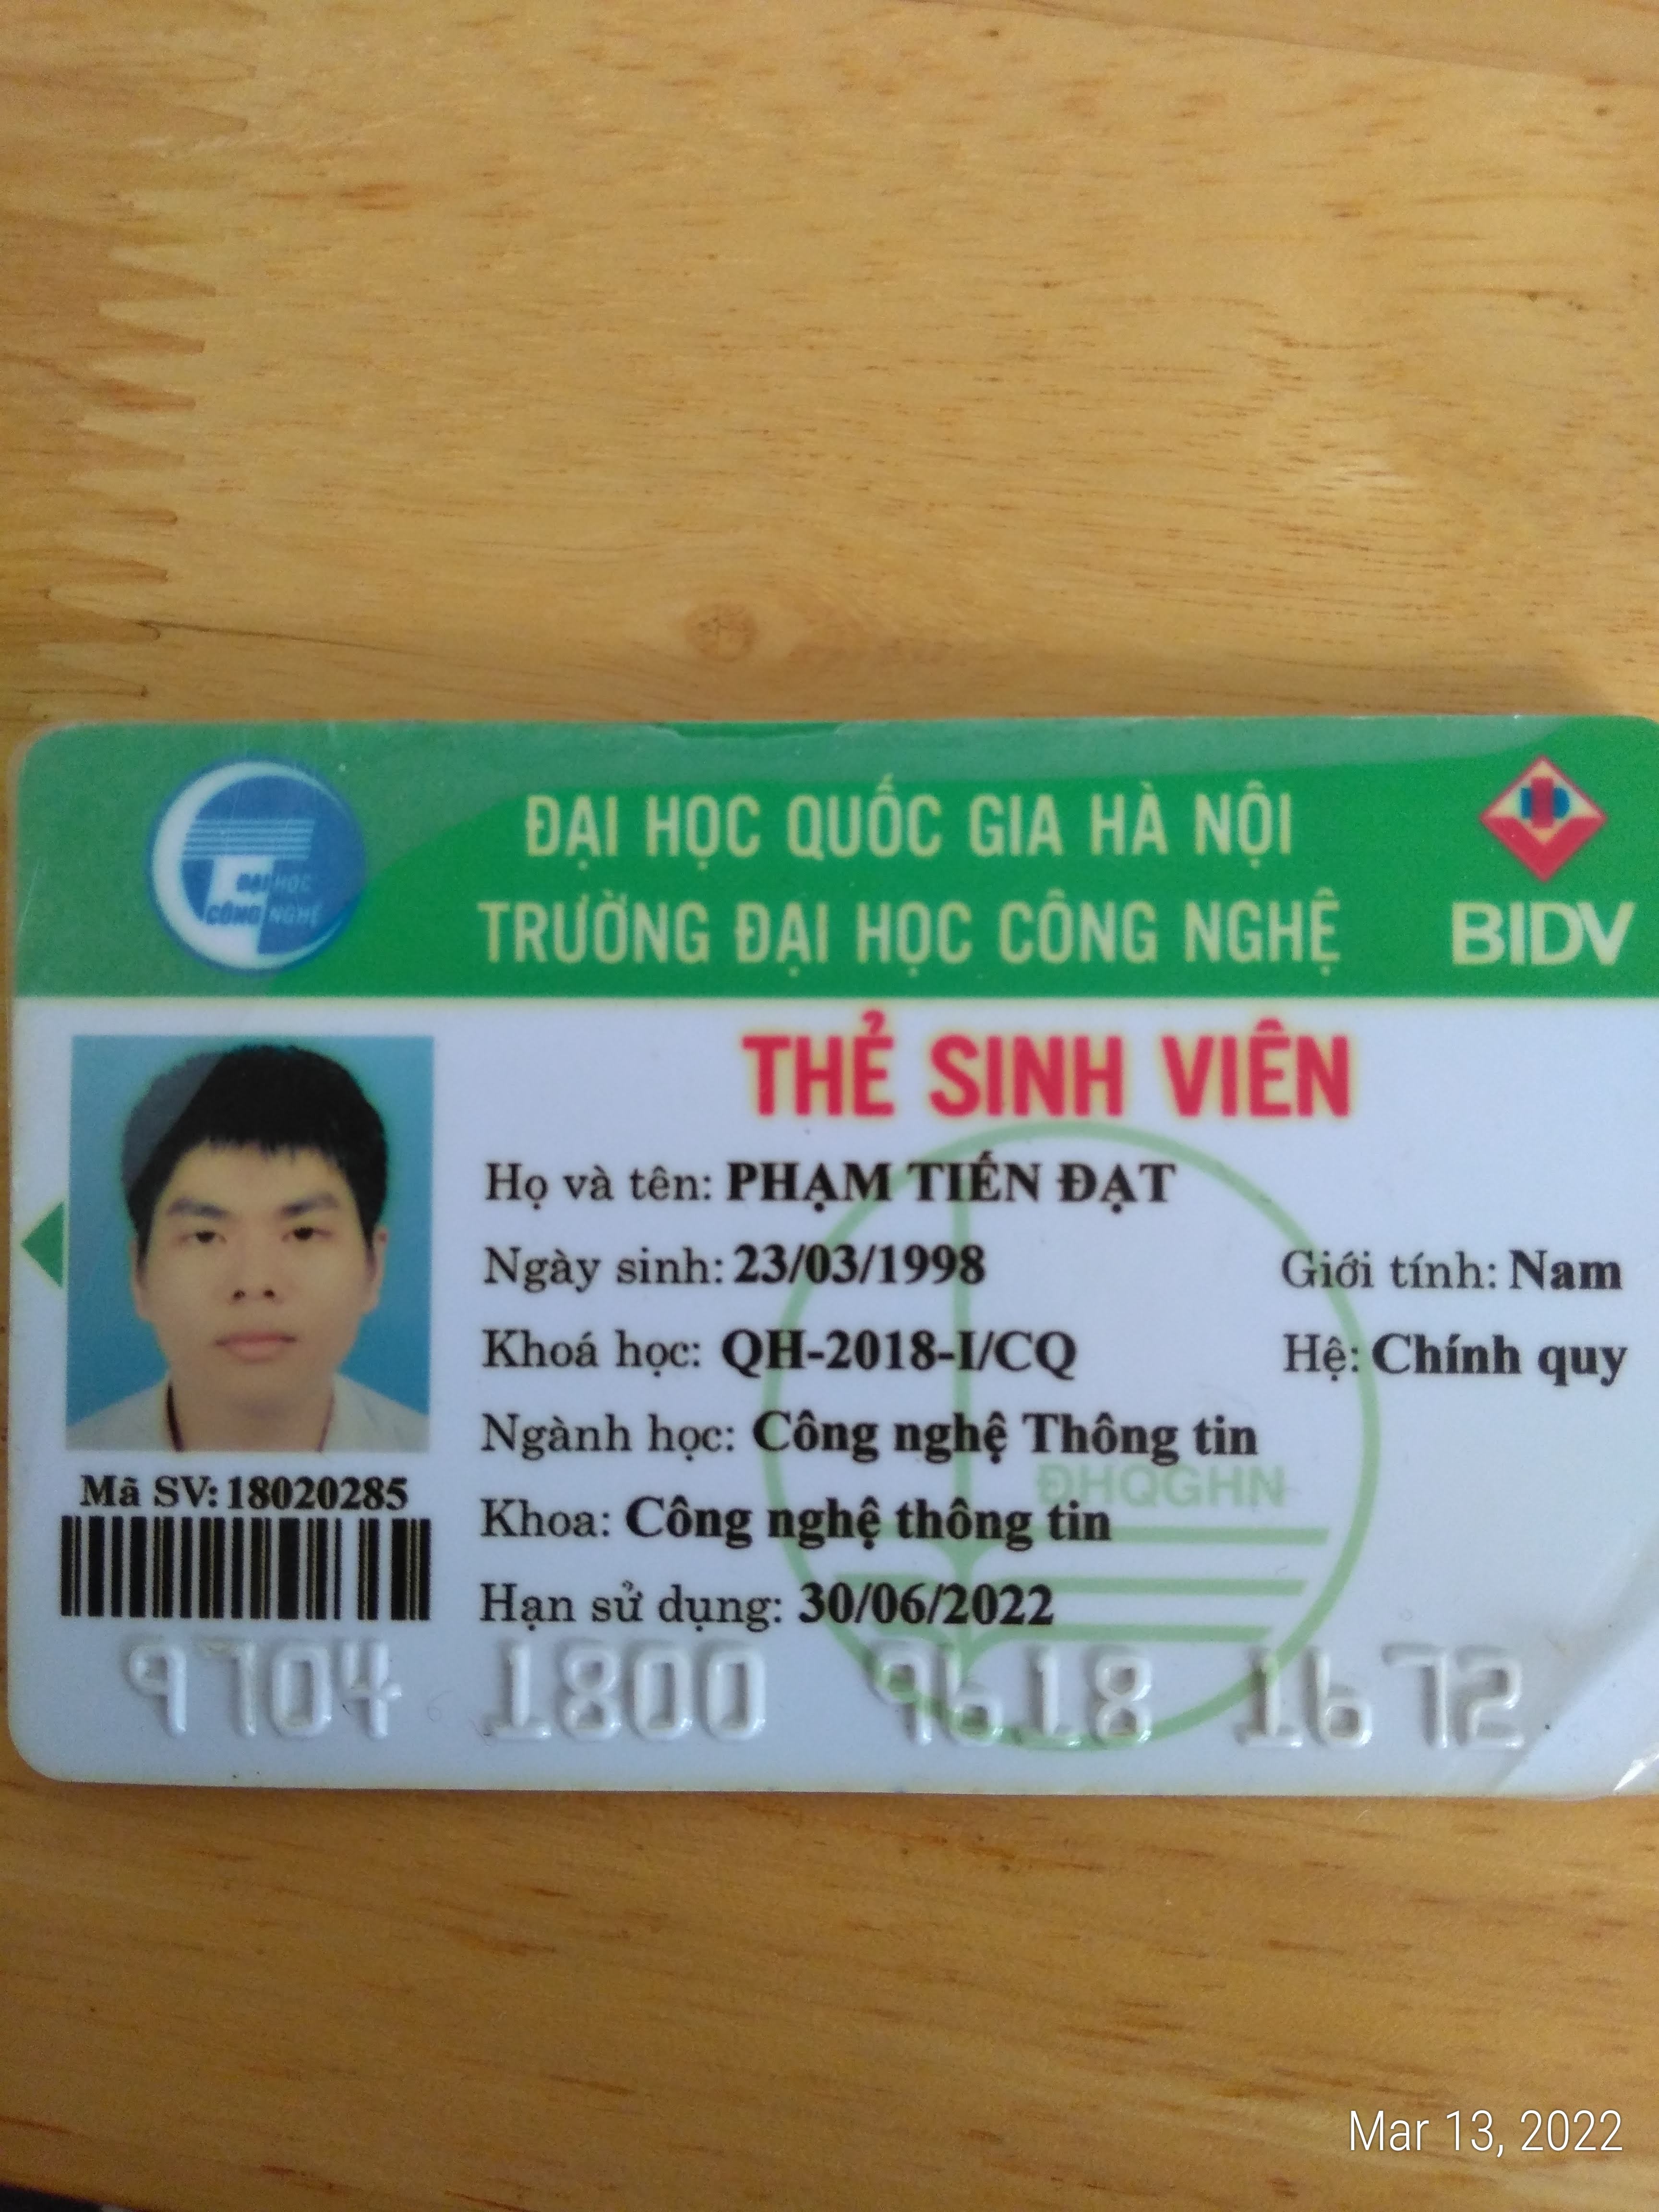 ĐẠI HỌC QUỐC GIA HÀ NỘI
TRƯỜNG ĐẠI HỌC CÔNG NGHỆ
ĐẠI HỌC
CÔNG NGHỆ
BIDV
THẺ SINH VIÊN
Họ và tên: PHẠM TIẾN ĐẠT
Ngày sinh: 23/03/1998 Giới tính: Nam
Khoá học: QH-2018-I/CQ Hệ: Chính quy
Ngành học: Công nghệ Thông tin
ĐHQGHN
Mã SV: 18020285
Khoa: Công nghệ thông tin
Hạn sử dụng: 30/06/2022
9704 1800 9618 1672
Mar 13, 2022